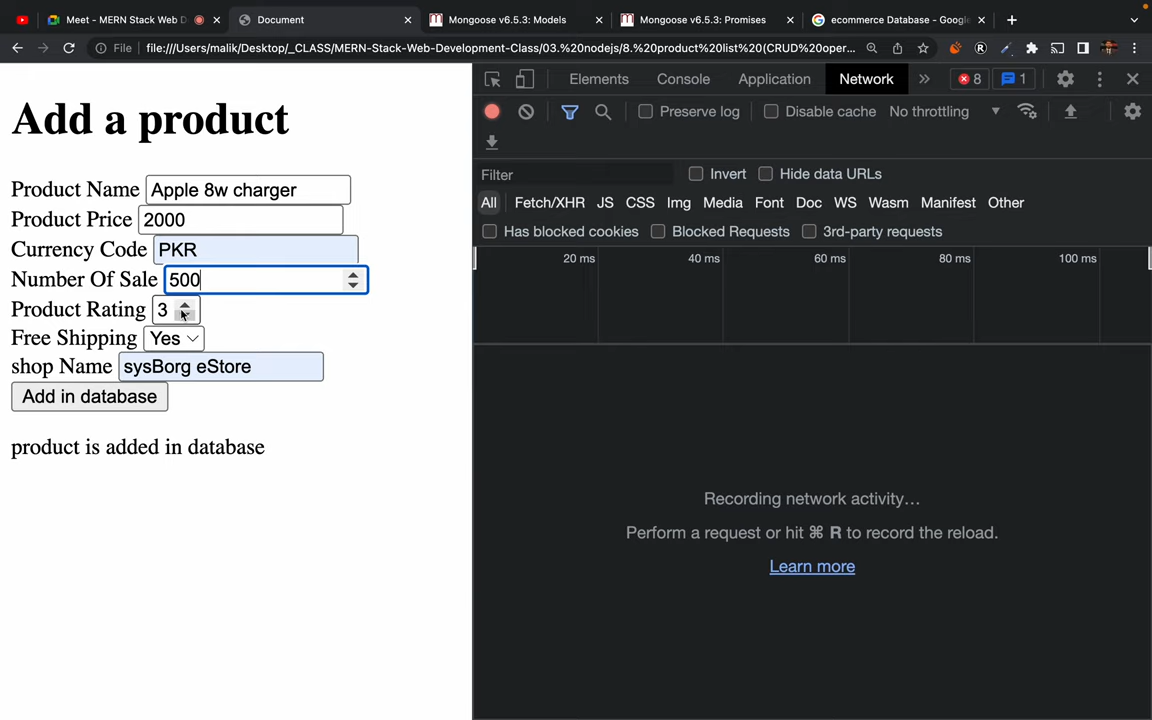 Meet - MERN Stack Web D
Document
Mongoose v6.5.3: Models
Mongoose v6.5.3: Promises
ecommerce Database - Google
File
file:///Users/malik/Desktop/_CLASS/MERN-Stack-Web-Development-Class/03.%20nodejs/8.%20product%20list%20(CRUD%20oper...
Elements
Console
Application
Network
8
1
Preserve log
Disable cache
No throttling
Filter
Invert
Hide data URLs
All
Fetch/XHR
JS
CSS
Img
Media
Font
Doc
WS
Wasm
Manifest
Other
Has blocked cookies
Blocked Requests
3rd-party requests
20 ms
40 ms
60 ms
80 ms
100 ms
Recording network activity…
Perform a request or hit ⌘ R to record the reload.
Learn more
Add a product
Product Name Apple 8w charger
Product Price 2000
Currency Code PKR
Number Of Sale 500
Product Rating 3
Free Shipping Yes
shop Name sysBorg eStore
Add in database
product is added in database